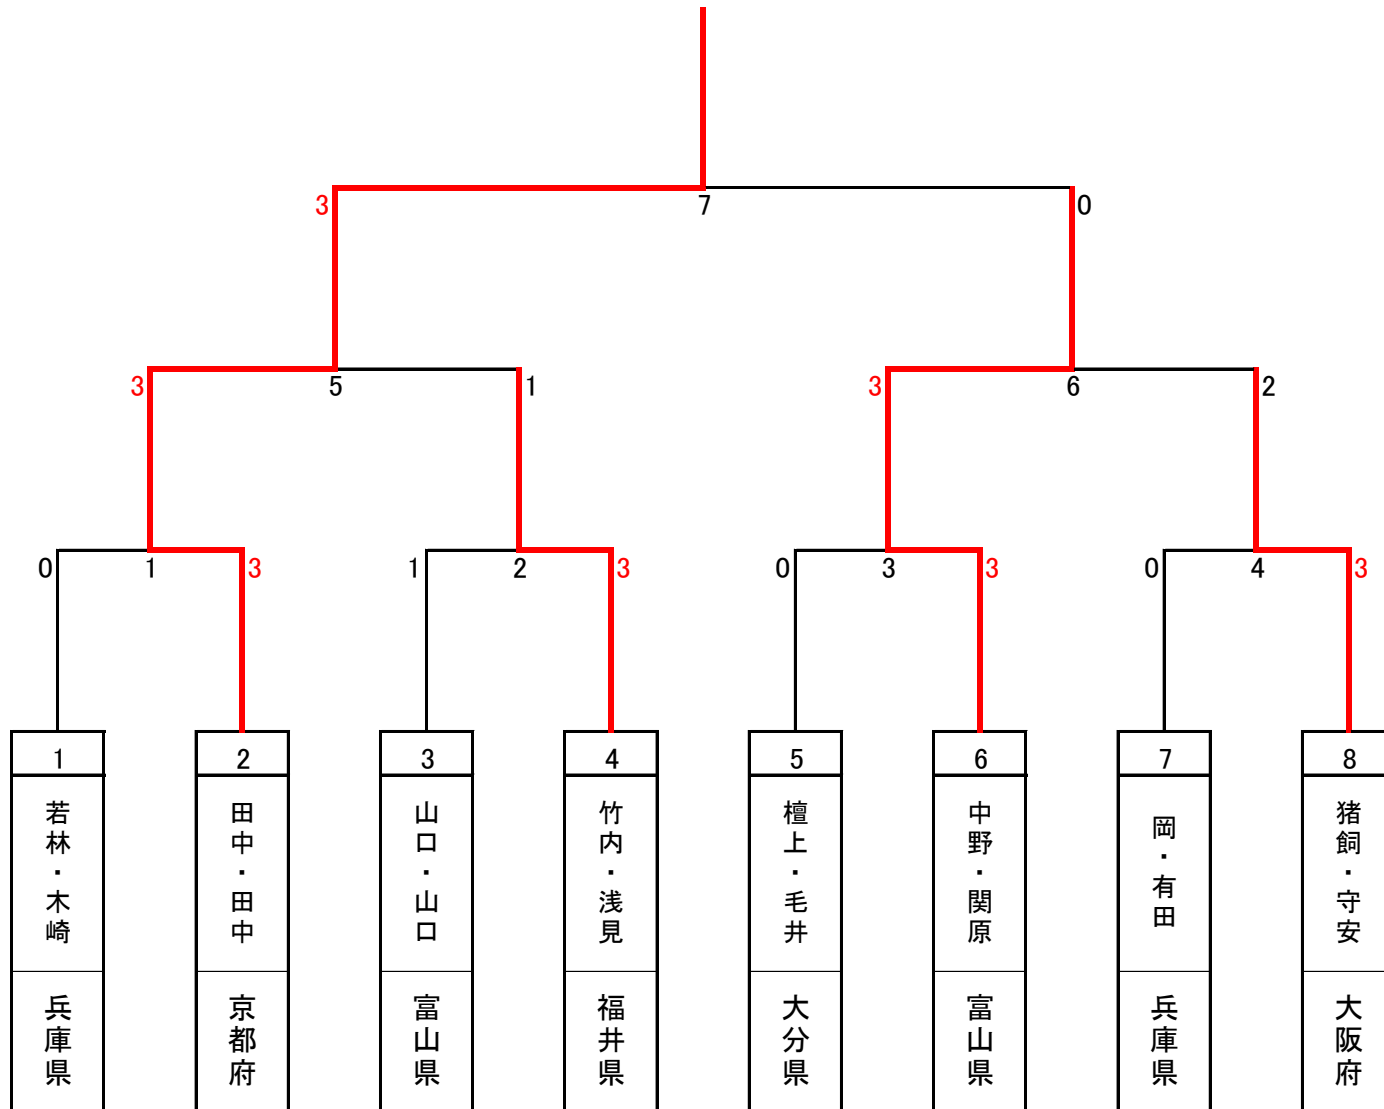 3 7 0
3 5 1 3 6 2
0 1 3 1 2 3 0 3 3 0 4 3
1 2 3 4 5 6 7 8
若林・木崎
田中・田中
山口・山口
竹内・浅見
檀上・毛井
中野・関原
岡・有田
猪飼・守安
兵庫県
京都府
富山県
福井県
大分県
富山県
兵庫県
大阪府